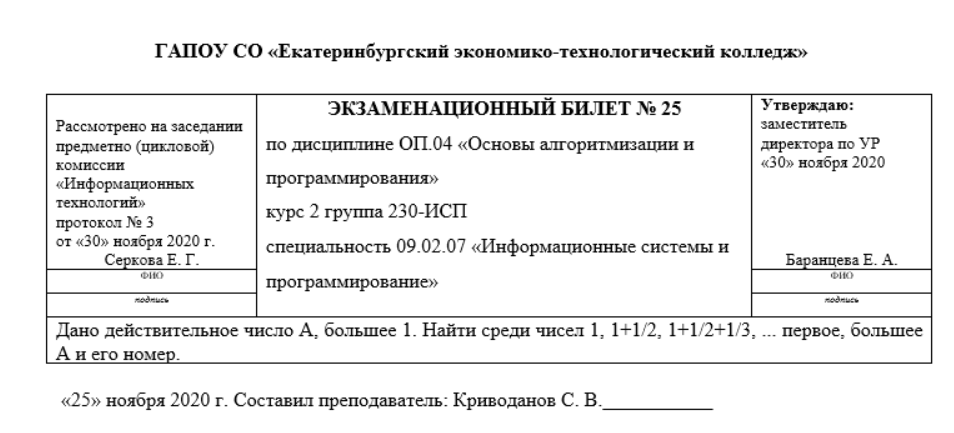 ГАПОУ СО «Екатеринбургский экономико-технологический колледж»
Рассмотрено на заседании
предметно (цикловой)
комиссии
«Информационных
технологий»
протокол № 3
от «30» ноября 2020 г.
Серкова Е. Г.
ФИО
подпись
ЭКЗАМЕНАЦИОННЫЙ БИЛЕТ № 25
по дисциплине ОП.04 «Основы алгоритмизации и
программирования»
курс 2 группа 230-ИСП
специальность 09.02.07 «Информационные системы и
программирование»
Утверждаю:
заместитель
директора по УР
«30» ноября 2020
Баранцева Е. А.
ФИО
подпись
Дано действительное число А, большее 1. Найти среди чисел 1, 1+1/2, 1+1/2+1/3, ... первое, большее
А и его номер.
«25» ноября 2020 г. Составил преподаватель: Криводанов С. В.___________